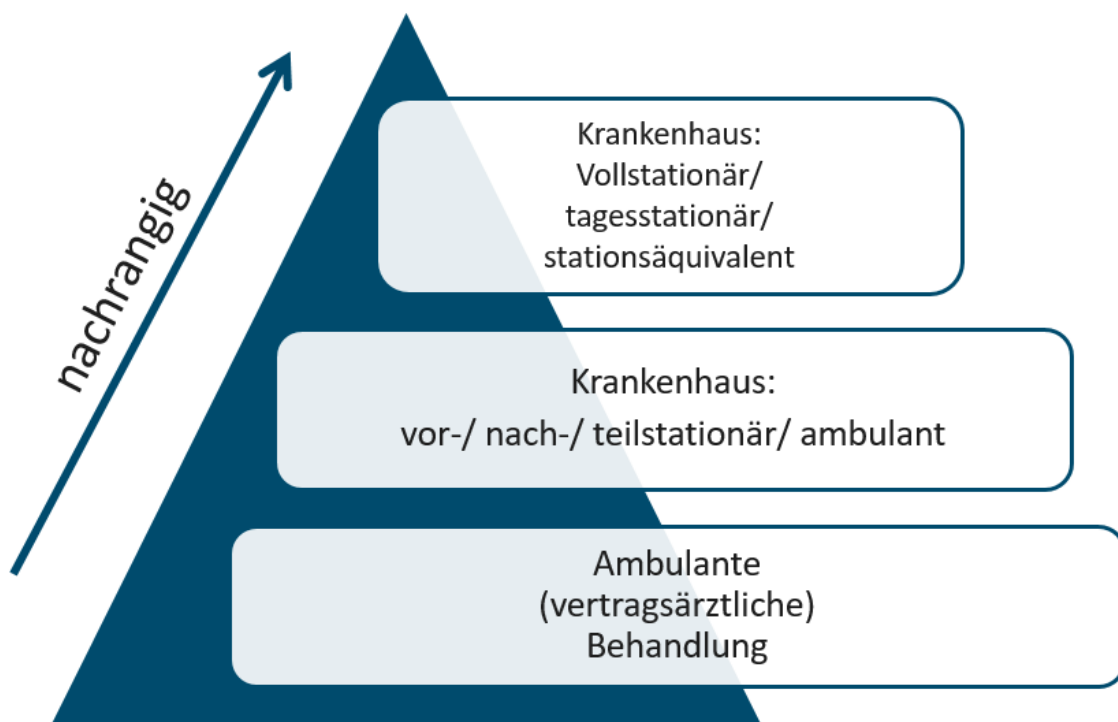 nachrangig
Krankenhaus:
Vollstationär/
tagesstationär/
stationsäquivalent
Krankenhaus:
vor-/ nach-/ teilstationär/ ambulant
Ambulante
(vertragsärztliche)
Behandlung